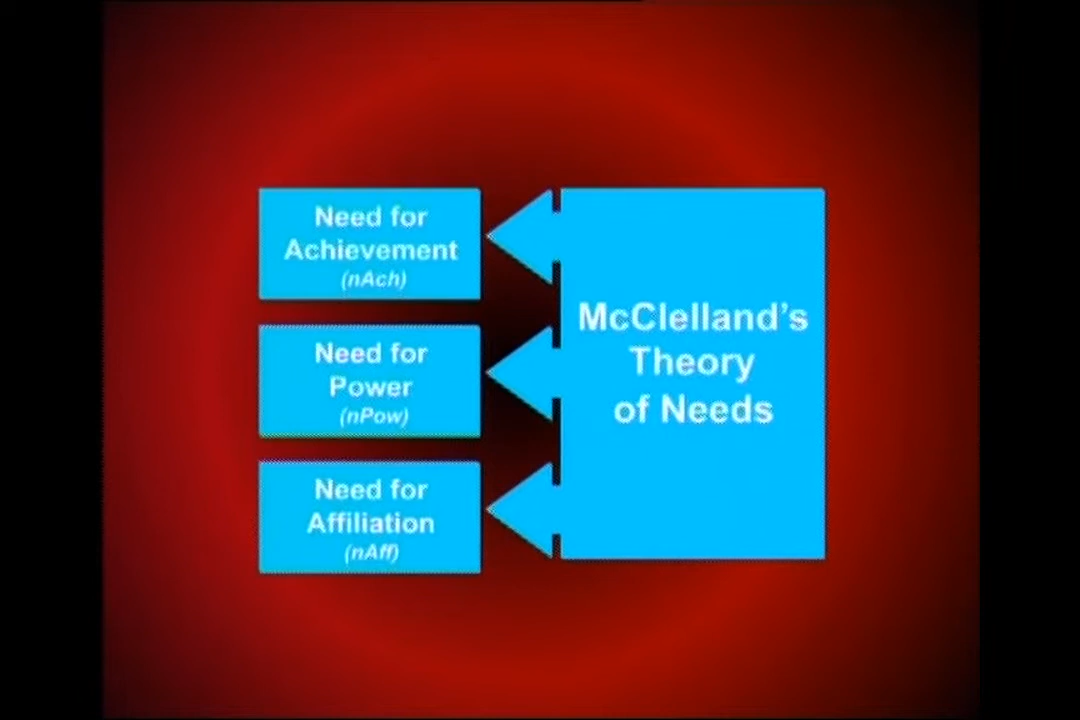 Need for
Achievement
(nAch)
Need for
Power
(nPow)
Need for
Affiliation
(nAff)
McClelland's
Theory
of Needs